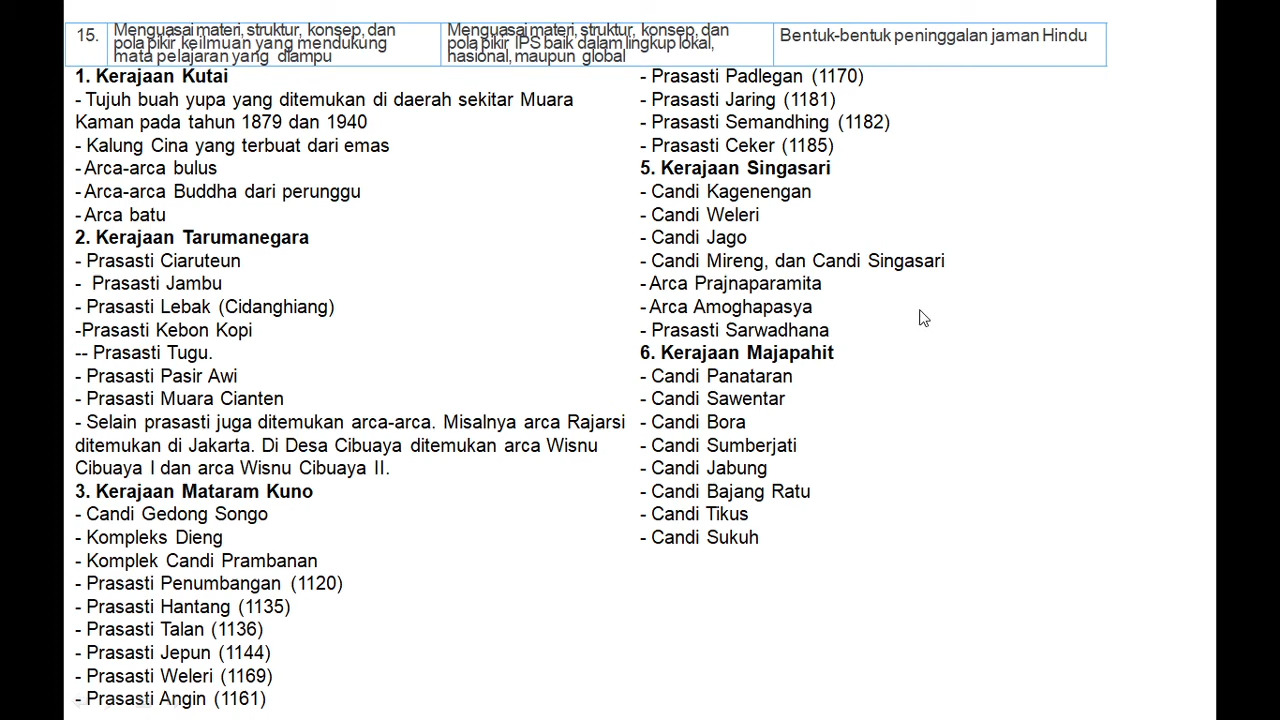 15.
Menguasai materi, struktur, konsep, dan
pola pikir keilmuan yang mendukung
mata pelajaran yang diampu
Menguasai materi, struktur, konsep, dan
pola pikir IPS baik dalam lingkup lokal,
nasional, maupun global
Bentuk-bentuk peninggalan jaman Hindu
1. Kerajaan Kutai
- Tujuh buah yupa yang ditemukan di daerah sekitar Muara
Kaman pada tahun 1879 dan 1940
- Kalung Cina yang terbuat dari emas
- Arca-arca bulus
- Arca-arca Buddha dari perunggu
- Arca batu
2. Kerajaan Tarumanegara
- Prasasti Ciaruteun
- Prasasti Jambu
- Prasasti Lebak (Cidanghiang)
-Prasasti Kebon Kopi
-- Prasasti Tugu.
- Prasasti Pasir Awi
- Prasasti Muara Cianten
- Selain prasasti juga ditemukan arca-arca. Misalnya arca Rajarsi
ditemukan di Jakarta. Di Desa Cibuaya ditemukan arca Wisnu
Cibuaya I dan arca Wisnu Cibuaya II.
3. Kerajaan Mataram Kuno
- Candi Gedong Songo
- Kompleks Dieng
- Komplek Candi Prambanan
- Prasasti Penumbangan (1120)
- Prasasti Hantang (1135)
- Prasasti Talan (1136)
- Prasasti Jepun (1144)
- Prasasti Weleri (1169)
- Prasasti Angin (1161)
- Prasasti Padlegan (1170)
- Prasasti Jaring (1181)
- Prasasti Semandhing (1182)
- Prasasti Ceker (1185)
5. Kerajaan Singasari
- Candi Kagenengan
- Candi Weleri
- Candi Jago
- Candi Mireng, dan Candi Singasari
- Arca Prajnaparamita
- Arca Amoghapasya
- Prasasti Sarwadhana
6. Kerajaan Majapahit
- Candi Panataran
- Candi Sawentar
- Candi Bora
- Candi Sumberjati
- Candi Jabung
- Candi Bajang Ratu
- Candi Tikus
- Candi Sukuh